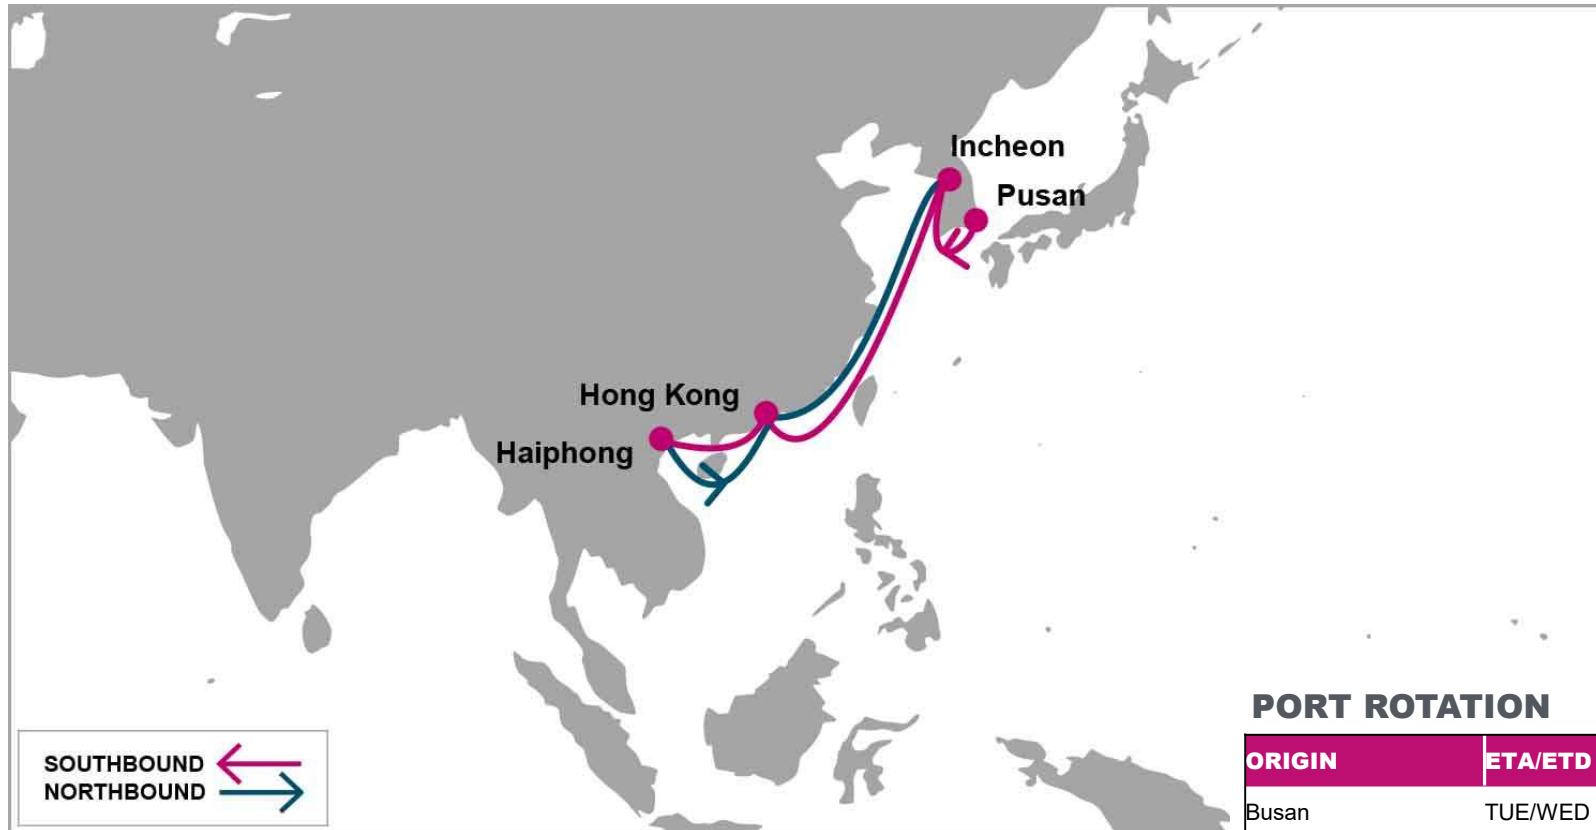 Incheon
Pusan
Hong Kong
Haiphong
SOUTHBOUND
NORTHBOUND
PORT ROTATION
ORIGIN ETA/ETD
Busan TUE/WED